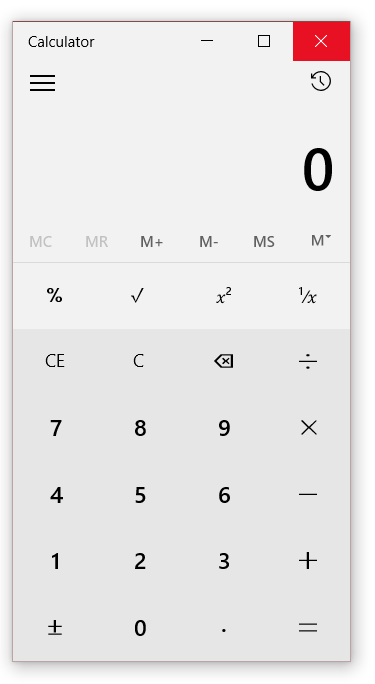 Calculator
0
MC MR M+ M- MS M
% √ x² ¹/x
CE C ÷
7 8 9 ×
4 5 6 −
1 2 3 +
± 0 . =